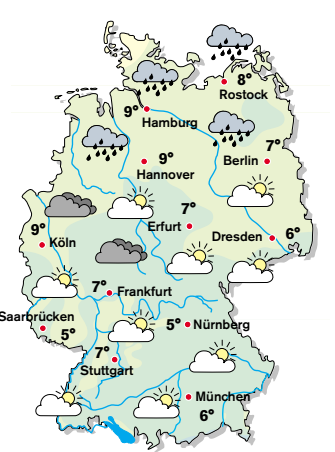 8°
Rostock
9°
Hamburg
9°
Hannover
7°
Berlin
7°
Erfurt
Dresden 6°
9°
Köln
7° Frankfurt
Saarbrücken
5°
5° Nürnberg
7°
Stuttgart
München
6°